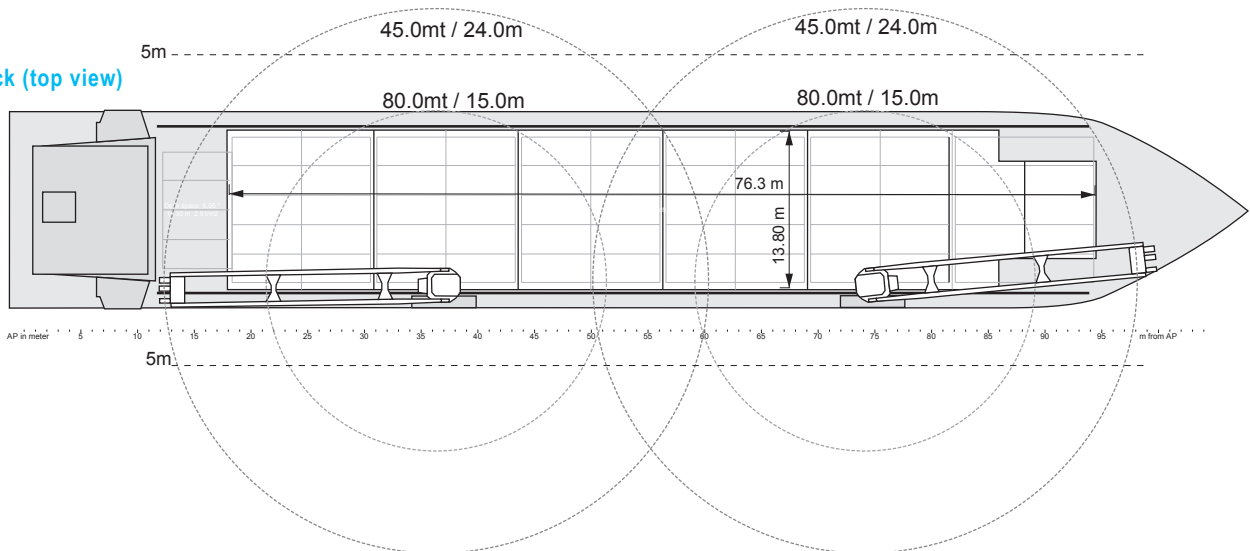 45.0mt / 24.0m
45.0mt / 24.0m
5m
ck (top view)
80.0mt / 15.0m
80.0mt / 15.0m
76.3 m
13.80 m
AP in meter 5 10 15 20 25 30 35 40 45 50 55 60 65 70 75 80 85 90 95 m from AP
5m